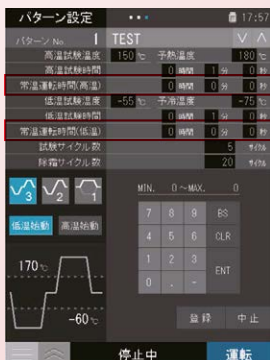 パターン設定 17:57
パターン No. 1 TEST
高温試験温度 150 ℃ 予熱温度 180 ℃
高温試験時間 0 時間 1 分 0 秒
常温運転時間(高温) 0 時間 0 分 0 秒
低温試験温度 -55 ℃ 予冷温度 -75 ℃
低温試験時間 0 時間 1 分 0 秒
常温運転時間(低温) 0 時間 0 分 0 秒
試験サイクル数 5 サイクル
除霜サイクル数 20 サイクル
3 2 1
MIN. 0~MAX. 0
低温始動 高温始動
7 8 9 BS
4 5 6 CLR
1 2 3 ENT
0 . -
170 ℃
-60 ℃
登録 中止
停止中 運転